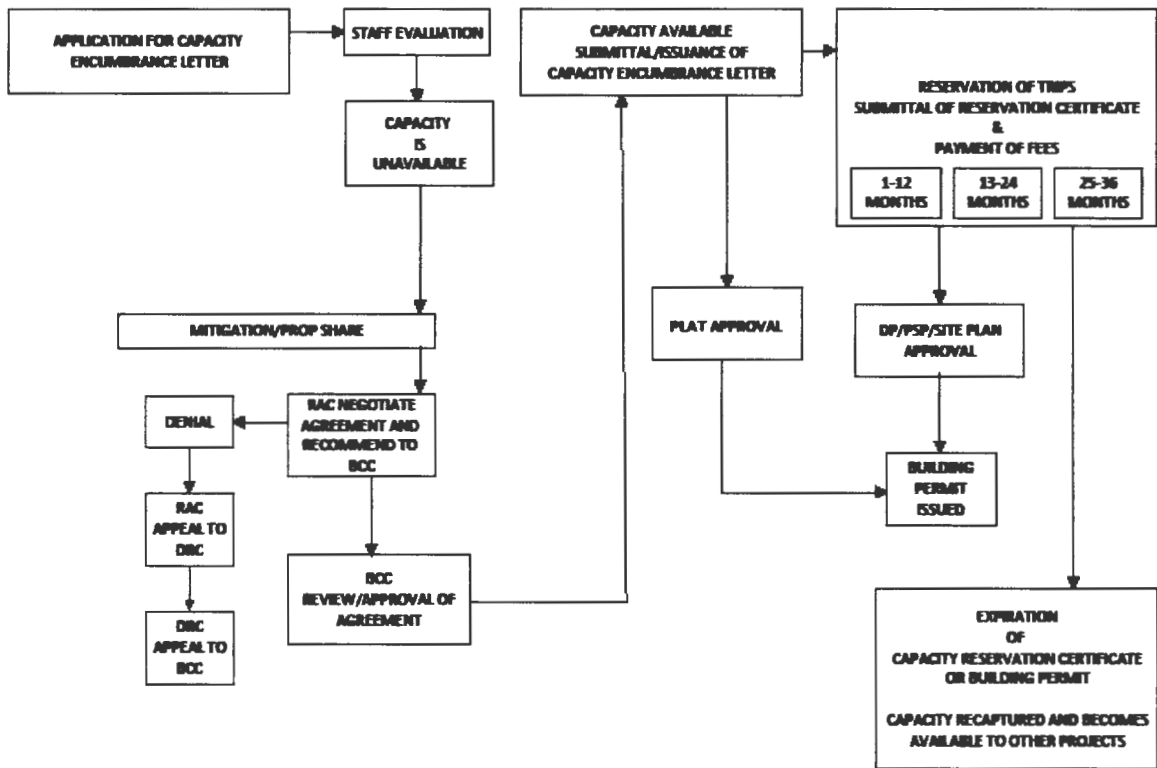 APPLICATION FOR CAPACITY
ENCUMBRANCE LETTER
STAFF EVALUATION
CAPACITY
IS
UNAVAILABLE
MITIGATION/PROP SHARE
RAC NEGOTIATE
AGREEMENT AND
RECOMMEND TO
BCC
DENIAL
RAC
APPEAL TO
DRC
DRC
APPEAL TO
BCC
BCC
REVIEW/APPROVAL OF
AGREEMENT
CAPACITY AVAILABLE
SUBMITTAL/ISSUANCE OF
CAPACITY ENCUMBRANCE LETTER
PLAT APPROVAL
RESERVATION OF TRIPS
SUBMITTAL OF RESERVATION CERTIFICATE
&
PAYMENT OF FEES
1-12
MONTHS
13-24
MONTHS
25-36
MONTHS
DP/PSP/SITE PLAN
APPROVAL
BUILDING
PERMIT
ISSUED
EXPIRATION
OF
CAPACITY RESERVATION CERTIFICATE
OR BUILDING PERMIT
CAPACITY RECAPTURED AND BECOMES
AVAILABLE TO OTHER PROJECTS